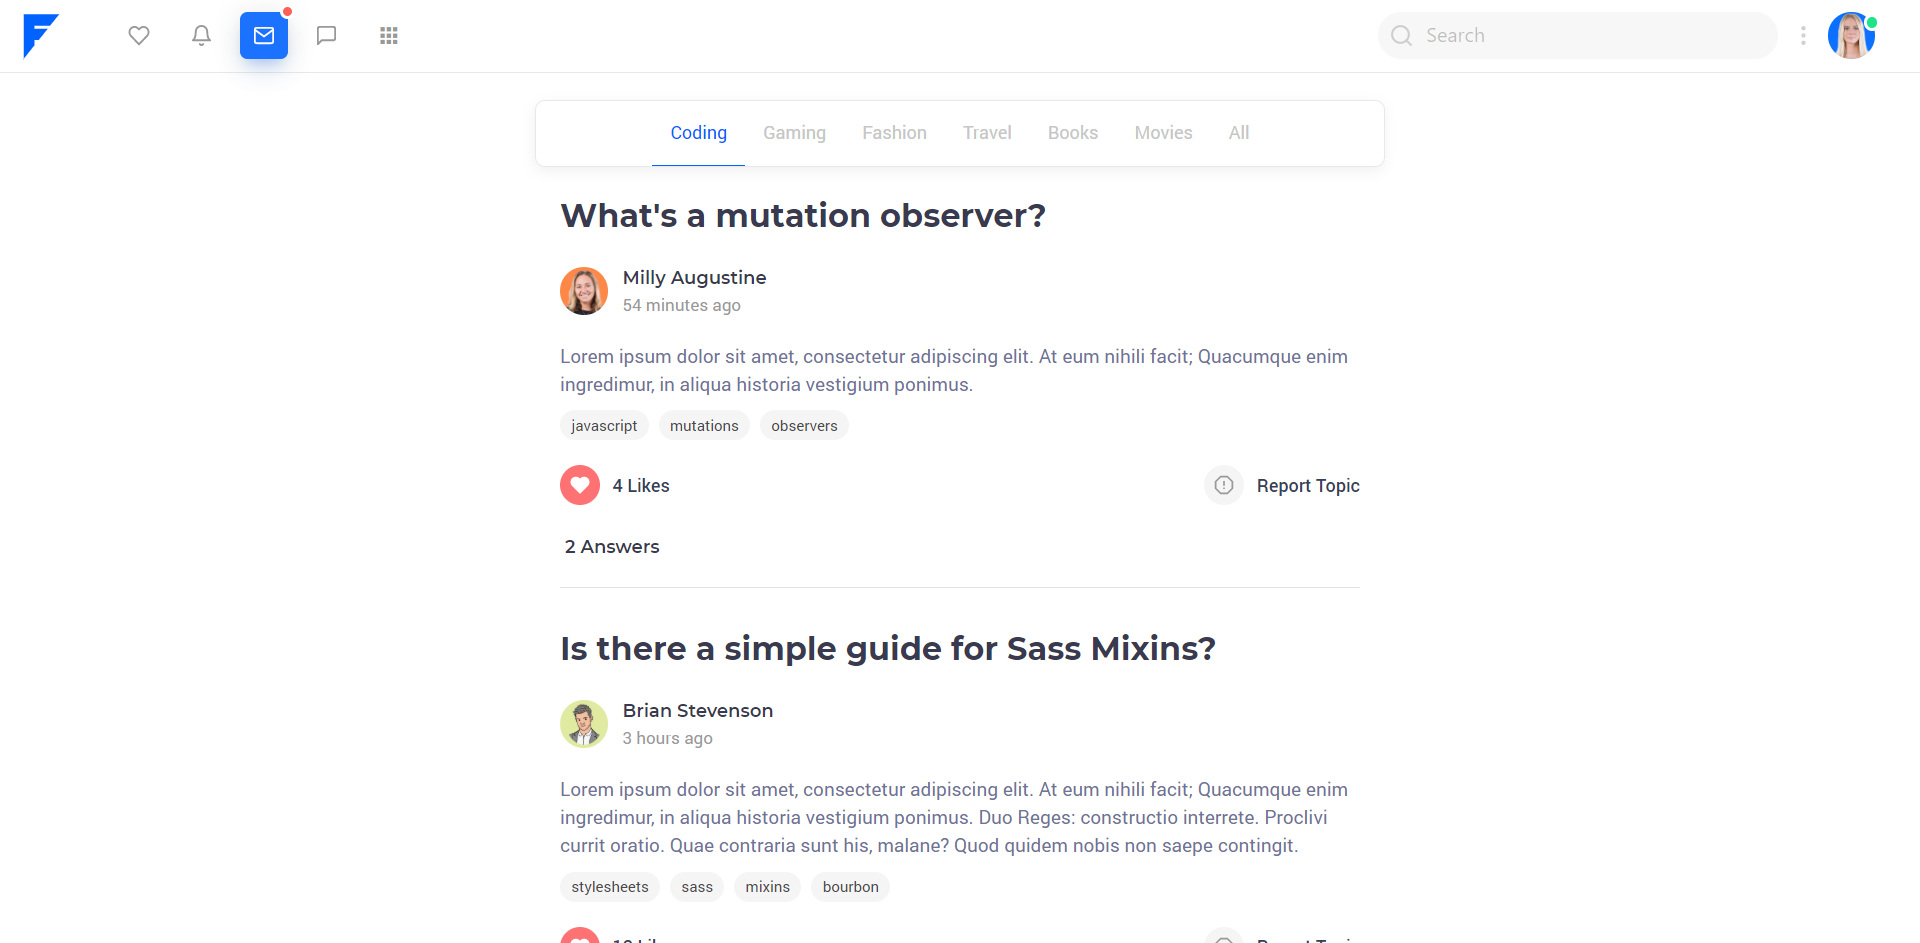 Search
Coding Gaming Fashion Travel Books Movies All
What's a mutation observer?
Milly Augustine
54 minutes ago
Lorem ipsum dolor sit amet, consectetur adipiscing elit. At eum nihili facit; Quacumque enim
ingredimur, in aliqua historia vestigium ponimus.
javascript mutations observers
4 Likes Report Topic
2 Answers
Is there a simple guide for Sass Mixins?
Brian Stevenson
3 hours ago
Lorem ipsum dolor sit amet, consectetur adipiscing elit. At eum nihili facit; Quacumque enim
ingredimur, in aliqua historia vestigium ponimus. Duo Reges: constructio interrete. Proclivi
currit oratio. Quae contraria sunt his, malane? Quod quidem nobis non saepe contingit.
stylesheets sass mixins bourbon